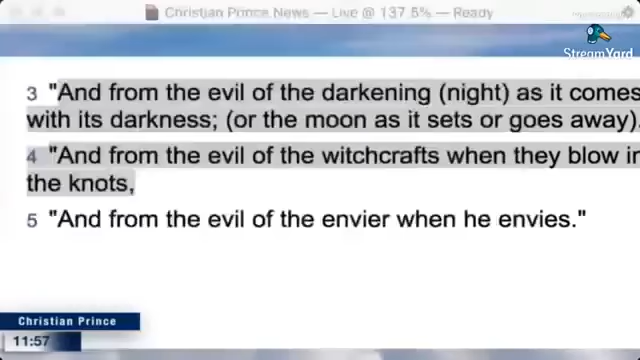 Christian Prince News — Live @ 137.5% — Ready
StreamYard
3 "And from the evil of the darkening (night) as it comes
with its darkness; (or the moon as it sets or goes away).
4 "And from the evil of the witchcrafts when they blow in
the knots,
5 "And from the evil of the envier when he envies."
Christian Prince
11:57